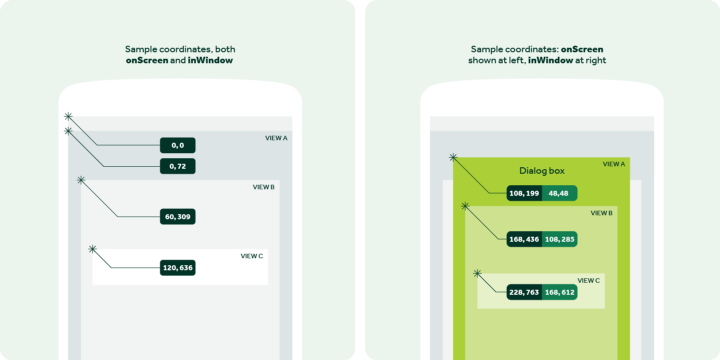 Sample coordinates, both
onScreen and inWindow
VIEW A
0, 0
0, 72
VIEW B
60, 309
VIEW C
120, 636
Sample coordinates: onScreen
shown at left, inWindow at right
VIEW A
Dialog box
108, 199 48,48
VIEW B
168, 436 108, 285
VIEW C
228, 763 168, 612